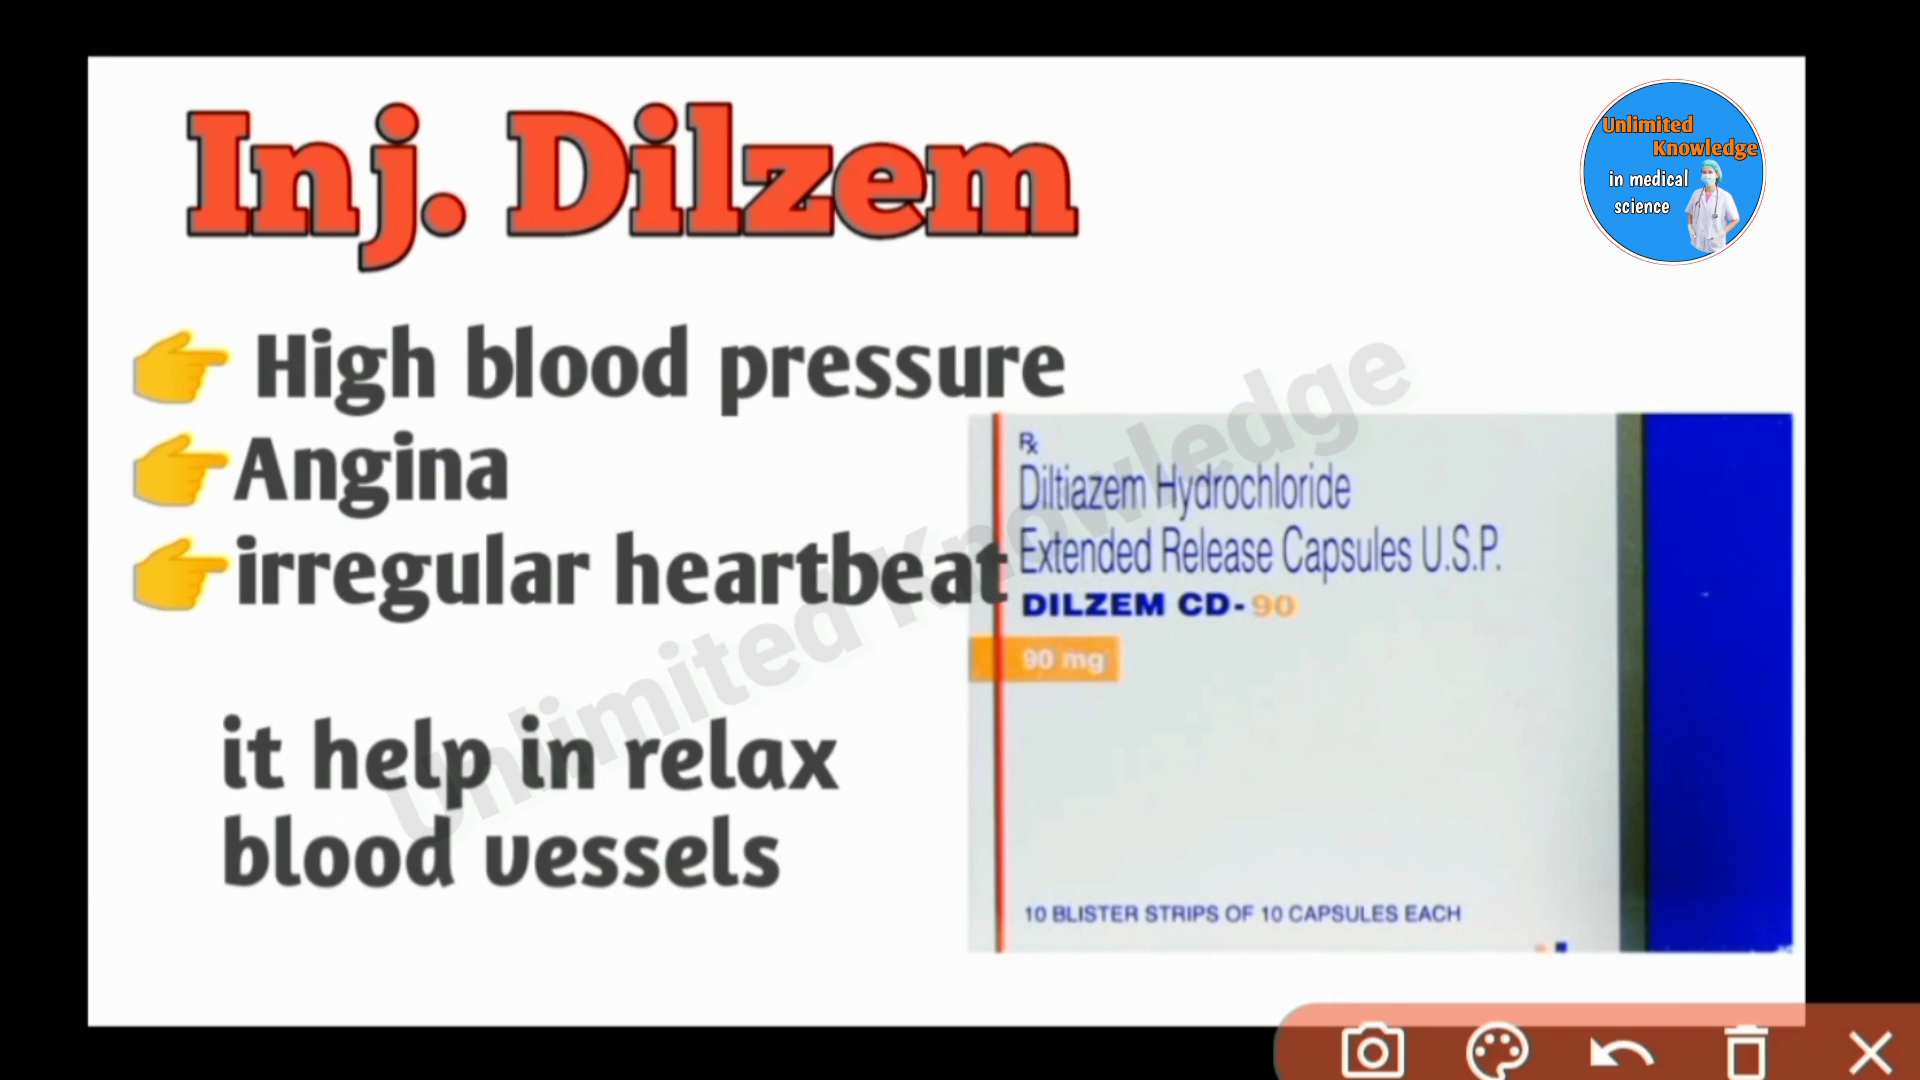 Inj. Dilzem
Unlimited
Knowledge
in medical
science
👉 High blood pressure
👉Angina
👉irregular heartbeat
it help in relax
blood vessels
Rx
Diltiazem Hydrochloride
Extended Release Capsules U.S.P.
DILZEM CD-90
90 mg
10 BLISTER STRIPS OF 10 CAPSULES EACH
Unlimited Knowledge